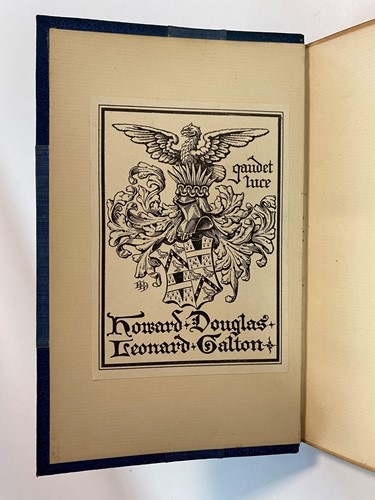 gaudet
luce
Howard + Douglas +
Leonard + Galton +